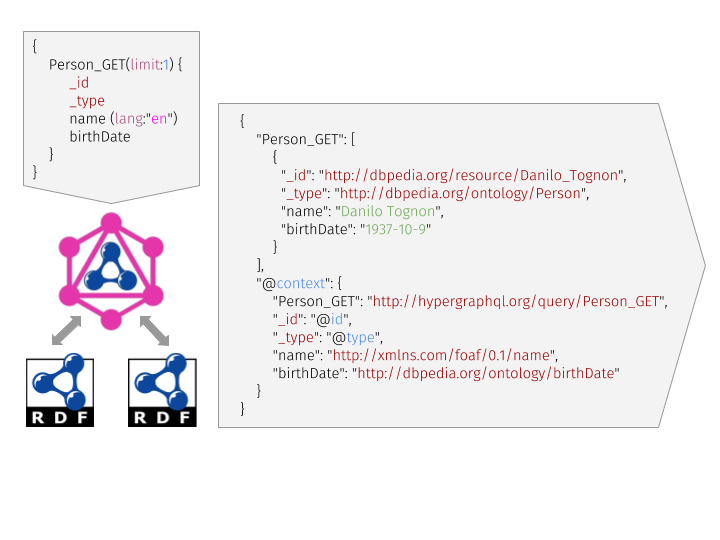 {
Person_GET(limit:1) {
_id
_type
name (lang:"en")
birthDate
}
}
{
"Person_GET": [
{
"_id": "http://dbpedia.org/resource/Danilo_Tognon",
"_type": "http://dbpedia.org/ontology/Person",
"name": "Danilo Tognon",
"birthDate": "1937-10-9"
}
],
"@context": {
"Person_GET": "http://hypergraphql.org/query/Person_GET",
"_id": "@id",
"_type": "@type",
"name": "http://xmlns.com/foaf/0.1/name",
"birthDate": "http://dbpedia.org/ontology/birthDate"
}
}
RDF
RDF